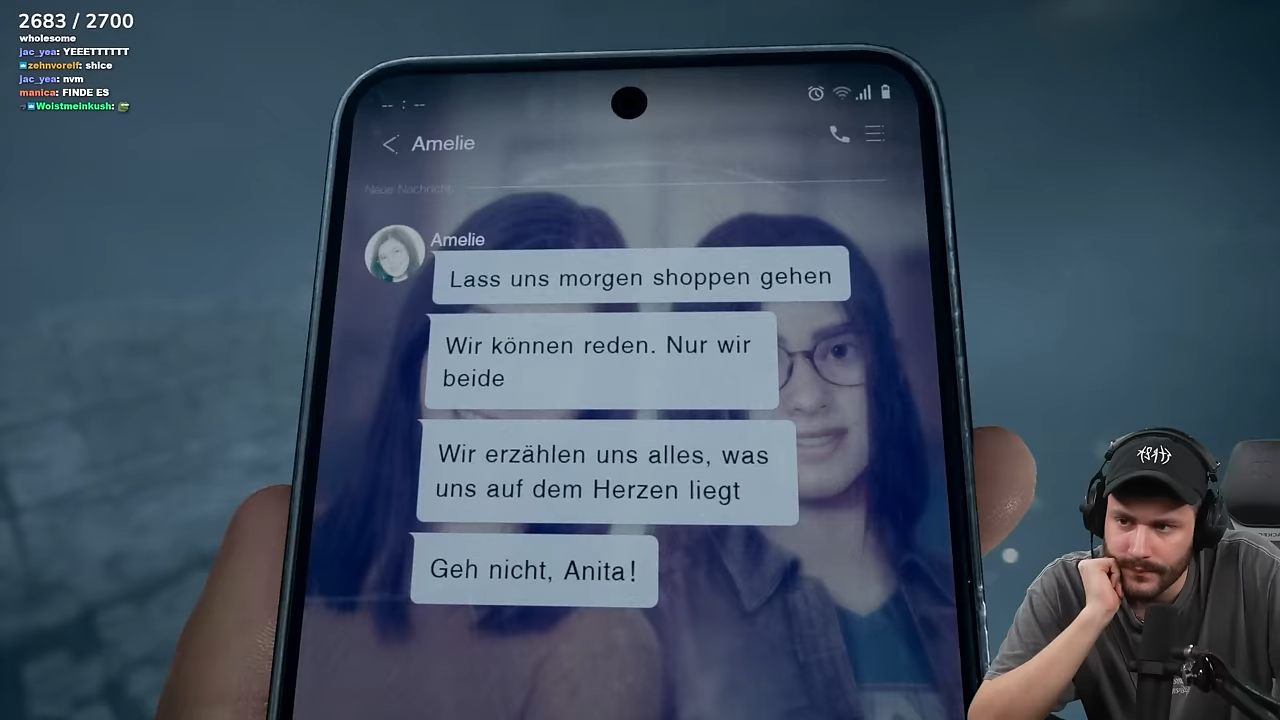 2683 / 2700
wholesome
jac_yea: YEEETTTTTT
zehnvorelf: shice
jac_yea: nvm
manica: FINDE ES
Woistmeinkush:
-- : --
Amelie
Neue Nachricht
Amelie
Lass uns morgen shoppen gehen
Wir können reden. Nur wir
beide
Wir erzählen uns alles, was
uns auf dem Herzen liegt
Geh nicht, Anita!